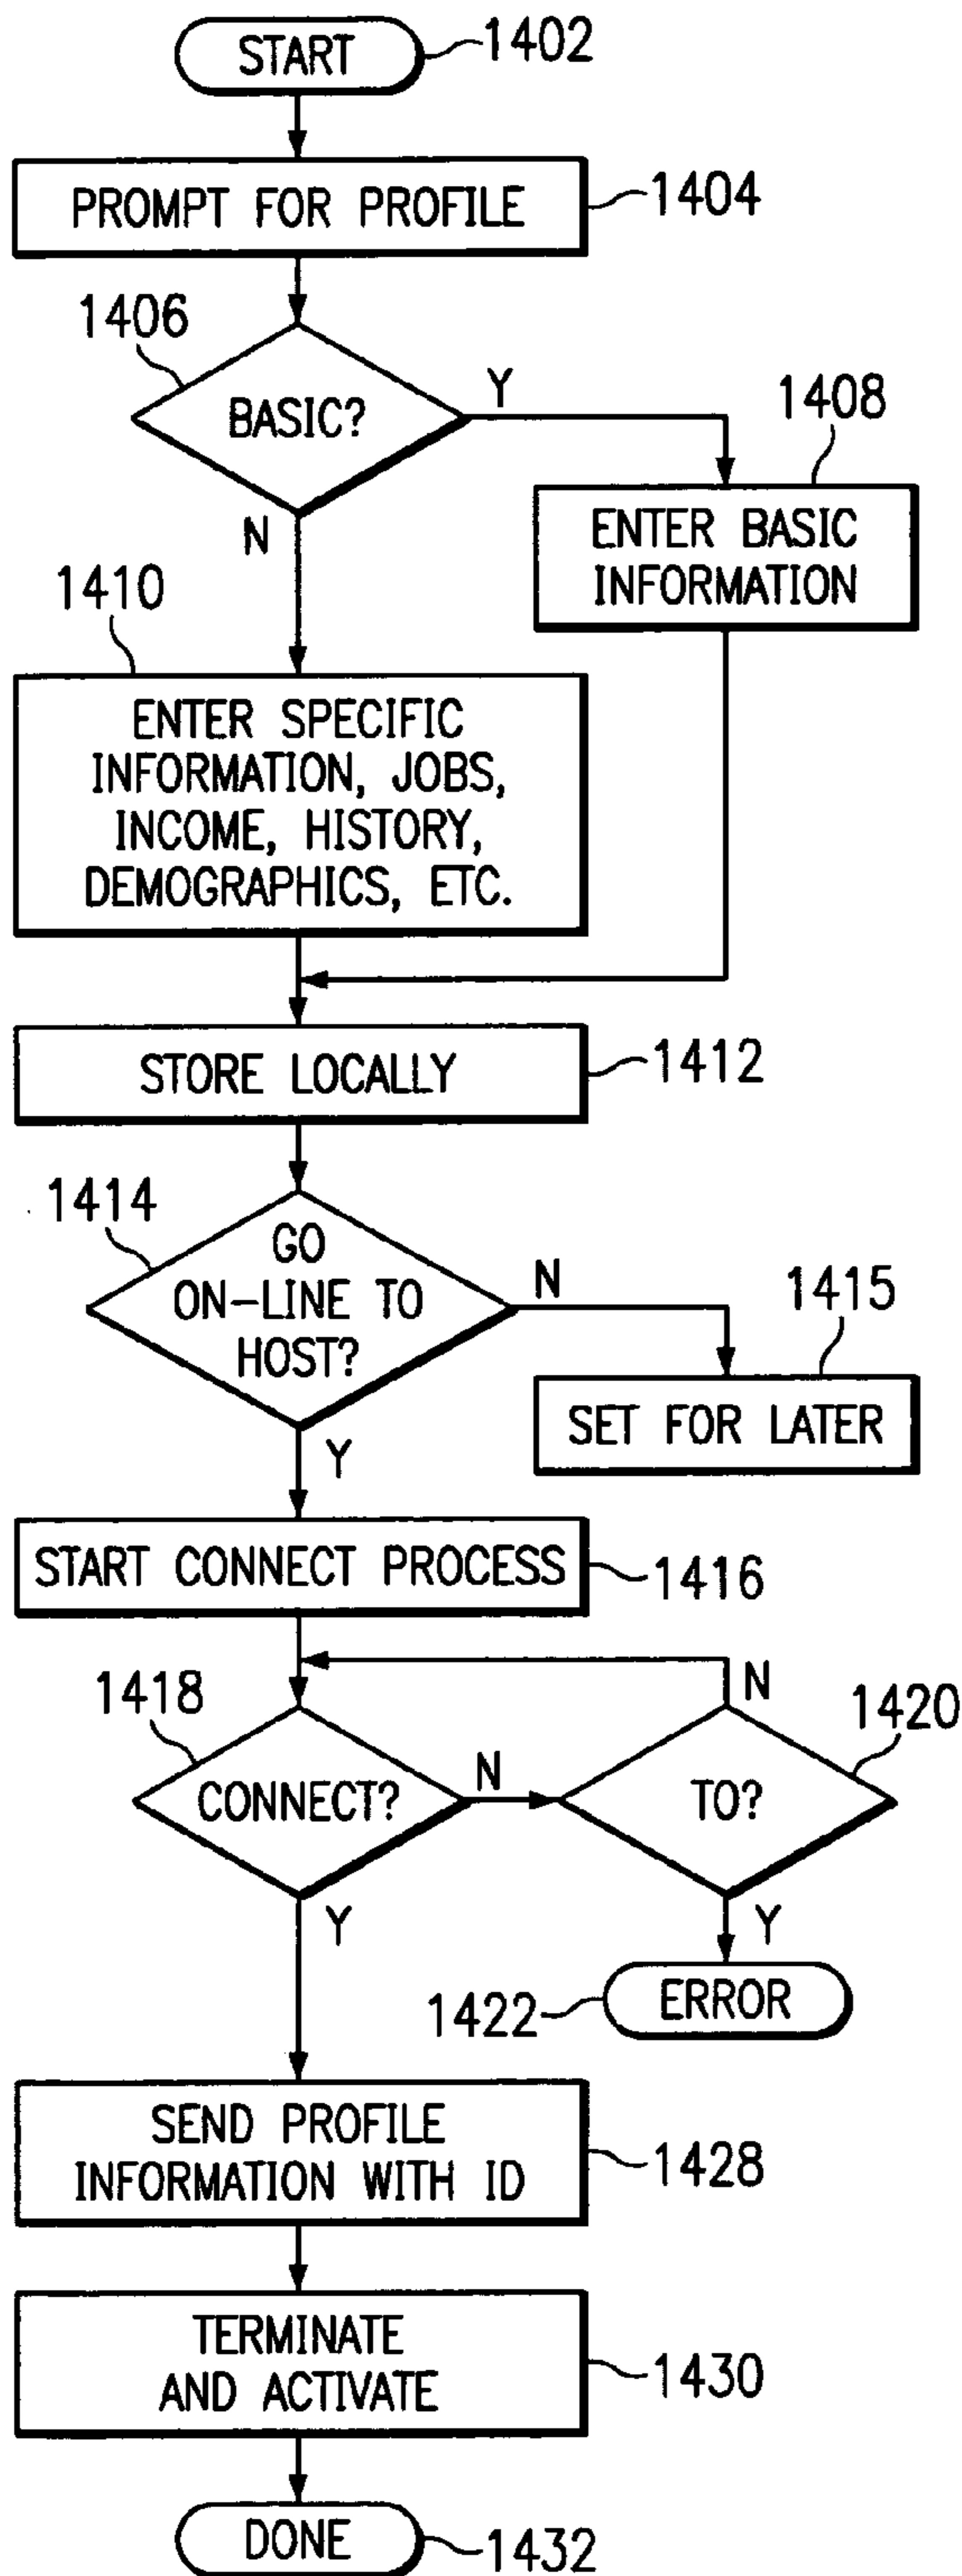 START
1402
PROMPT FOR PROFILE
1404
1406
BASIC?
Y
N
1408
ENTER BASIC
INFORMATION
1410
ENTER SPECIFIC
INFORMATION, JOBS,
INCOME, HISTORY,
DEMOGRAPHICS, ETC.
STORE LOCALLY
1412
1414
GO
ON-LINE TO
HOST?
N
Y
1415
SET FOR LATER
START CONNECT PROCESS
1416
1418
CONNECT?
N
Y
N
1420
TO?
Y
1422
ERROR
SEND PROFILE
INFORMATION WITH ID
1428
TERMINATE
AND ACTIVATE
1430
DONE
1432